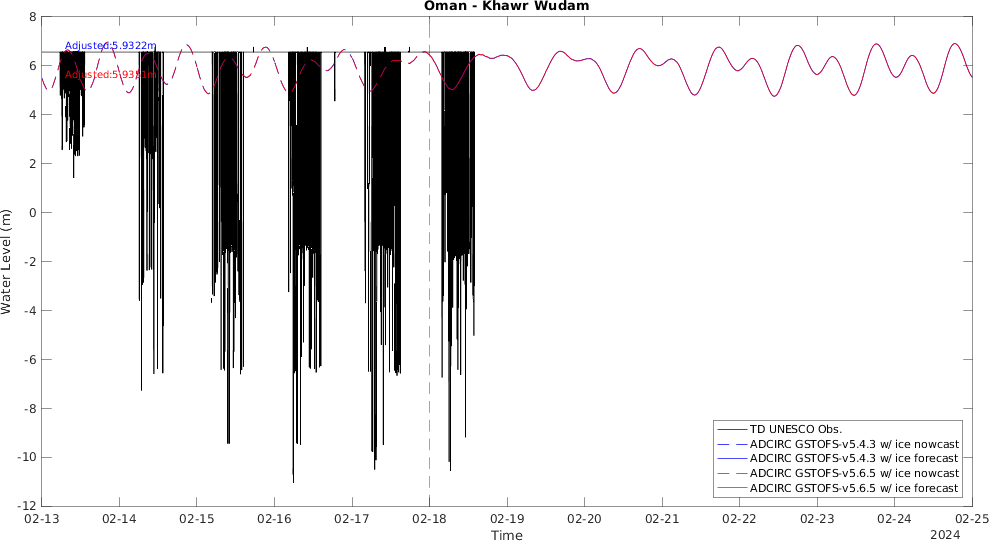 Oman - Khawr Wudam
8
6
4
2
0
-2
-4
-6
-8
-10
-12
Water Level (m)
Adjusted:5.9322m
TD UNESCO Obs.
ADCIRC GSTOFS-v5.4.3 w/ ice nowcast
ADCIRC GSTOFS-v5.4.3 w/ ice forecast
ADCIRC GSTOFS-v5.6.5 w/ ice nowcast
ADCIRC GSTOFS-v5.6.5 w/ ice forecast
02-13 02-14 02-15 02-16 02-17 02-18 02-19 02-20 02-21 02-22 02-23 02-24 02-25
Time
2024